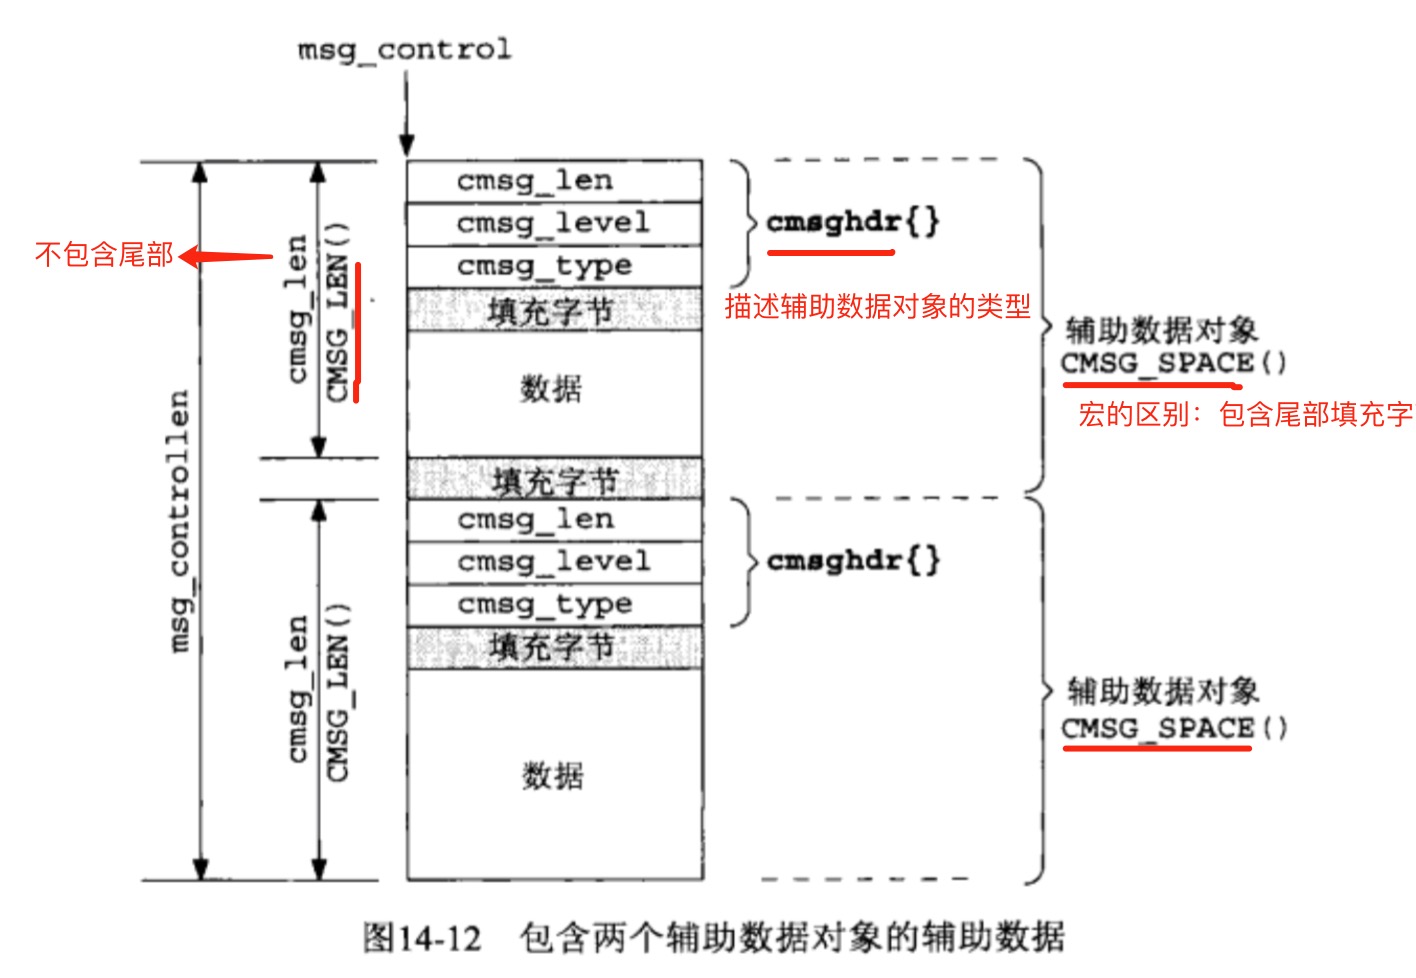 msg_control
cmsg_len
cmsg_level
cmsghdr{}
cmsg_type
不包含尾部
cmsg_len
CMSG_LEN()
填充字节
描述辅助数据对象的类型
辅助数据对象
CMSG_SPACE()
数据
宏的区别：包含尾部填充字
msg_controllen
填充字节
cmsg_len
cmsg_level
cmsghdr{}
cmsg_type
cmsg_len
CMSG_LEN()
填充字节
辅助数据对象
CMSG_SPACE()
数据
图14-12 包含两个辅助数据对象的辅助数据